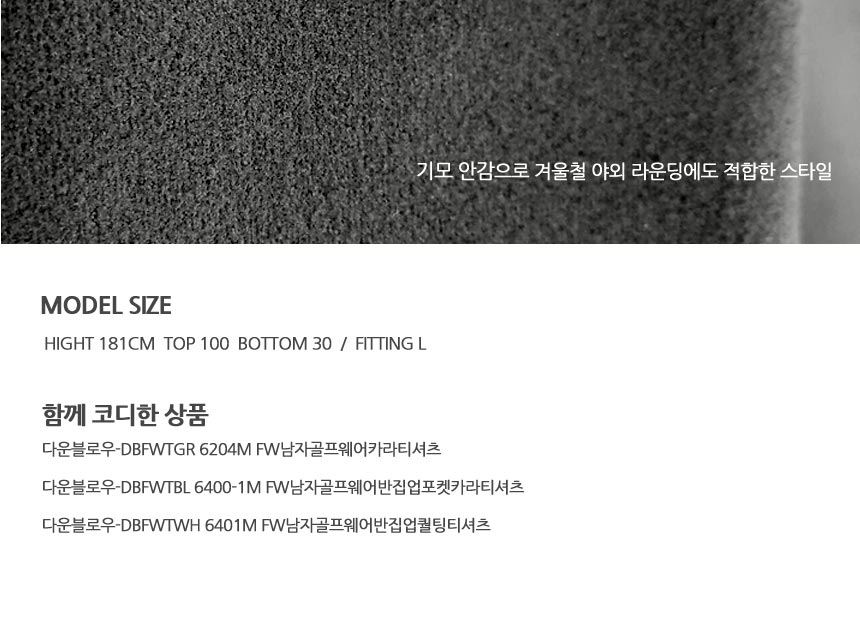 기모 안감으로 겨울철 야외 라운딩에도 적합한 스타일
MODEL SIZE
HIGHT 181CM TOP 100 BOTTOM 30 / FITTING L
함께 코디한 상품
다운블로우-DBFWTGR 6204M FW남자골프웨어카라티셔츠
다운블로우-DBFWTBL 6400-1M FW남자골프웨어반집업포켓카라티셔츠
다운블로우-DBFWTWH 6401M FW남자골프웨어반집업퀼팅티셔츠